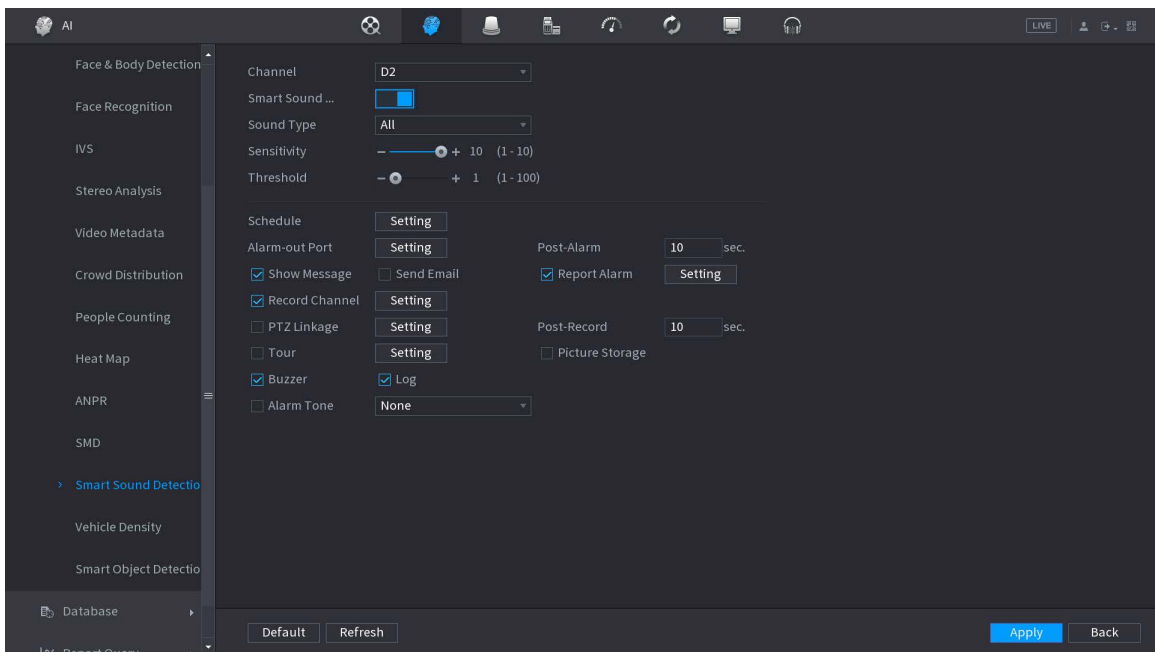 AI
LIVE
Face & Body Detection
Face Recognition
IVS
Stereo Analysis
Video Metadata
Crowd Distribution
People Counting
Heat Map
ANPR
SMD
Smart Sound Detectio
Vehicle Density
Smart Object Detectio
Database
Channel D2
Smart Sound ...
Sound Type All
Sensitivity - + 10 (1 - 10)
Threshold - + 1 (1 - 100)
Schedule Setting
Alarm-out Port Setting Post-Alarm 10 sec.
Show Message Send Email Report Alarm Setting
Record Channel Setting
PTZ Linkage Setting Post-Record 10 sec.
Tour Setting Picture Storage
Buzzer Log
Alarm Tone None
Default Refresh Apply Back